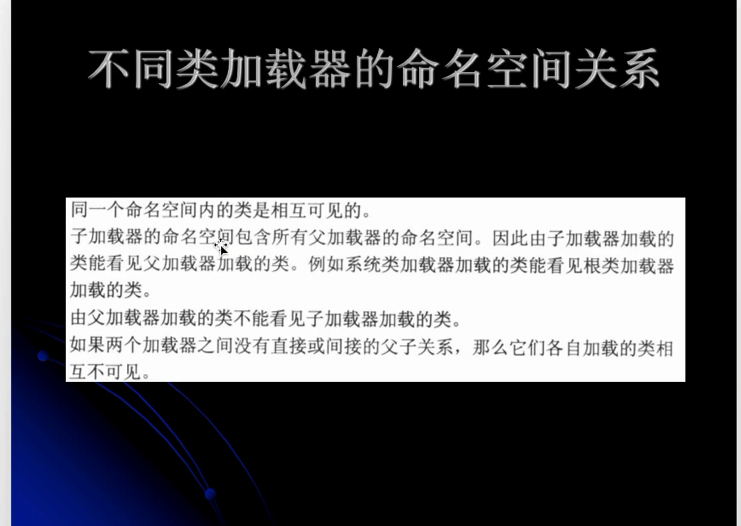 不同类加载器的命名空间关系
同一个命名空间内的类是相互可见的。
子加载器的命名空间包含所有父加载器的命名空间。因此由子加载器加载的
类能看见父加载器加载的类。例如系统类加载器加载的类能看见根类加载器
加载的类。
由父加载器加载的类不能看见子加载器加载的类。
如果两个加载器之间没有直接或间接的父子关系，那么它们各自加载的类相
互不可见。